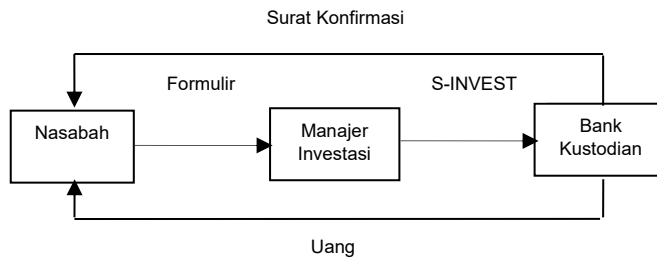 Surat Konfirmasi
Formulir
S-INVEST
Nasabah
Manajer
Investasi
Bank
Kustodian
Uang